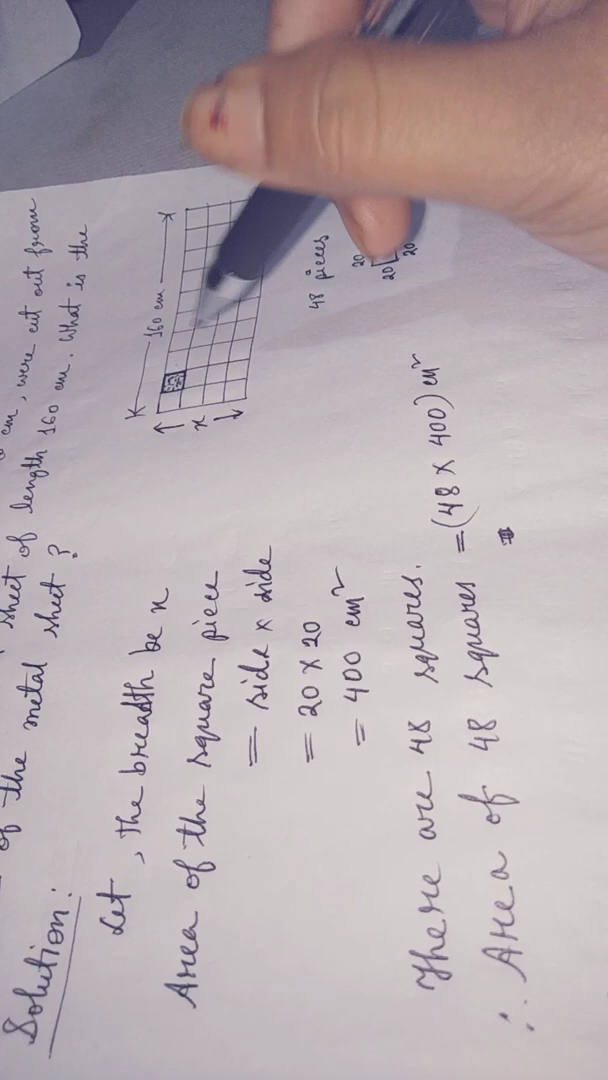 cm, were cut out from
sheet of length 160 cm. What is the
of the metal sheet?
Solution:
Let, the breadth be x
Area of the square piece
= side x side
= 20 x 20
= 400 cm²
There are 48 squares.
∴ Area of 48 squares = (48 x 400) cm²
160 cm
x
48 pieces
20
20
20